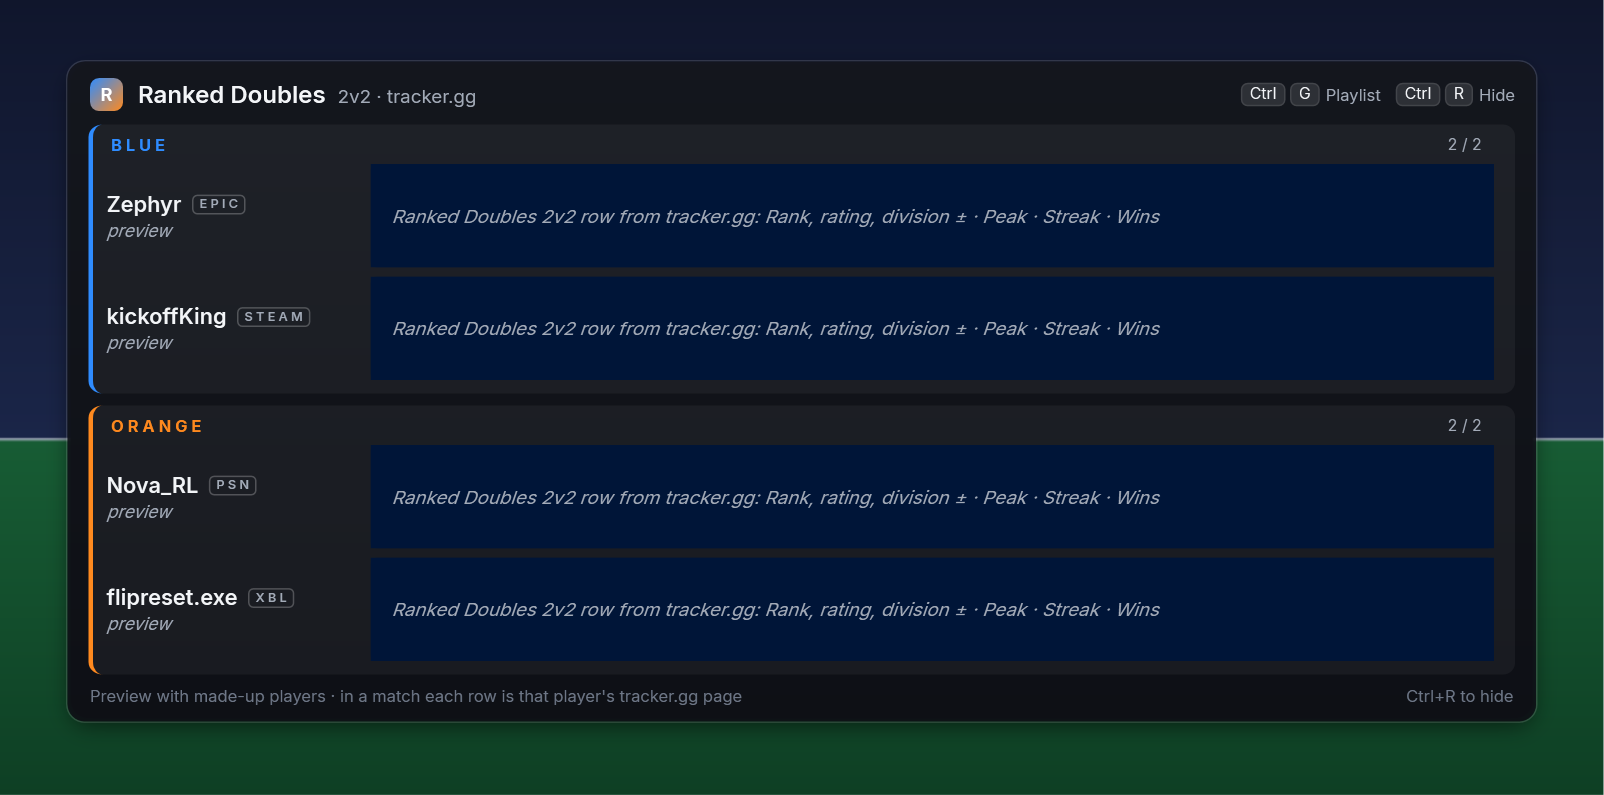 R Ranked Doubles 2v2 · tracker.gg Ctrl G Playlist Ctrl R Hide
BLUE 2 / 2
Zephyr EPIC
preview
Ranked Doubles 2v2 row from tracker.gg: Rank, rating, division ± · Peak · Streak · Wins
kickoffKing STEAM
preview
Ranked Doubles 2v2 row from tracker.gg: Rank, rating, division ± · Peak · Streak · Wins
ORANGE 2 / 2
Nova_RL PSN
preview
Ranked Doubles 2v2 row from tracker.gg: Rank, rating, division ± · Peak · Streak · Wins
flipreset.exe XBL
preview
Ranked Doubles 2v2 row from tracker.gg: Rank, rating, division ± · Peak · Streak · Wins
Preview with made-up players · in a match each row is that player's tracker.gg page Ctrl+R to hide